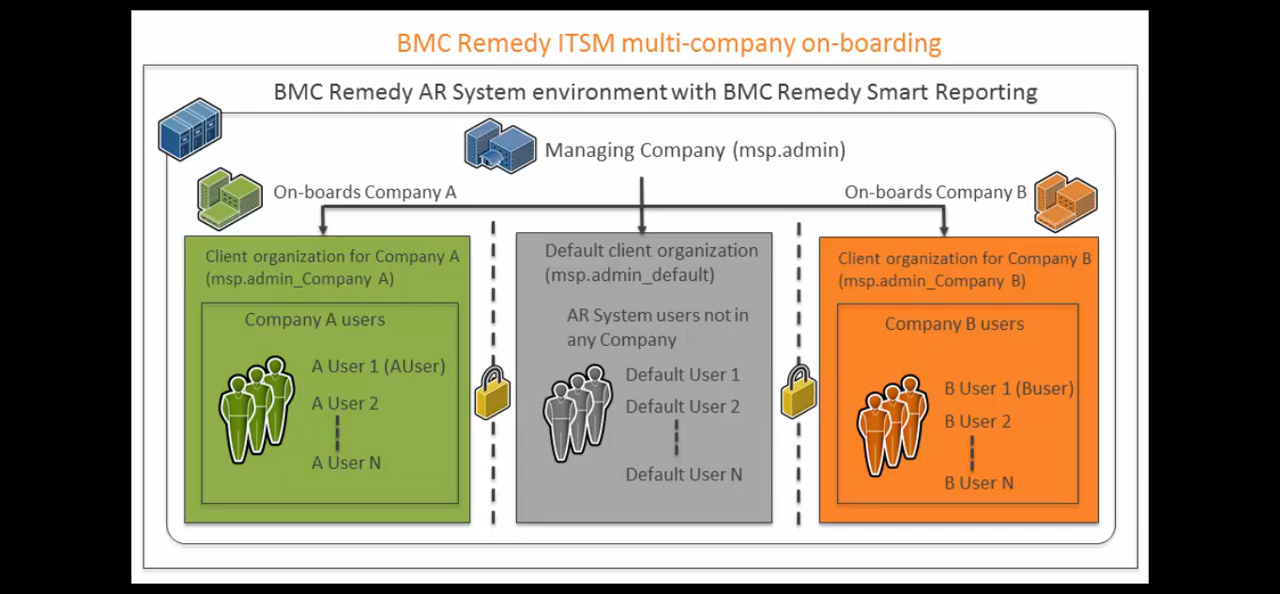 BMC Remedy ITSM multi-company on-boarding
BMC Remedy AR System environment with BMC Remedy Smart Reporting
Managing Company (msp.admin)
On-boards Company A
On-boards Company B
Client organization for Company A
(msp.admin_Company A)
Company A users
A User 1 (AUser)
A User 2
A User N
Default client organization
(msp.admin_default)
AR System users not in
any Company
Default User 1
Default User 2
Default User N
Client organization for Company B
(msp.admin_Company B)
Company B users
B User 1 (Buser)
B User 2
B User N